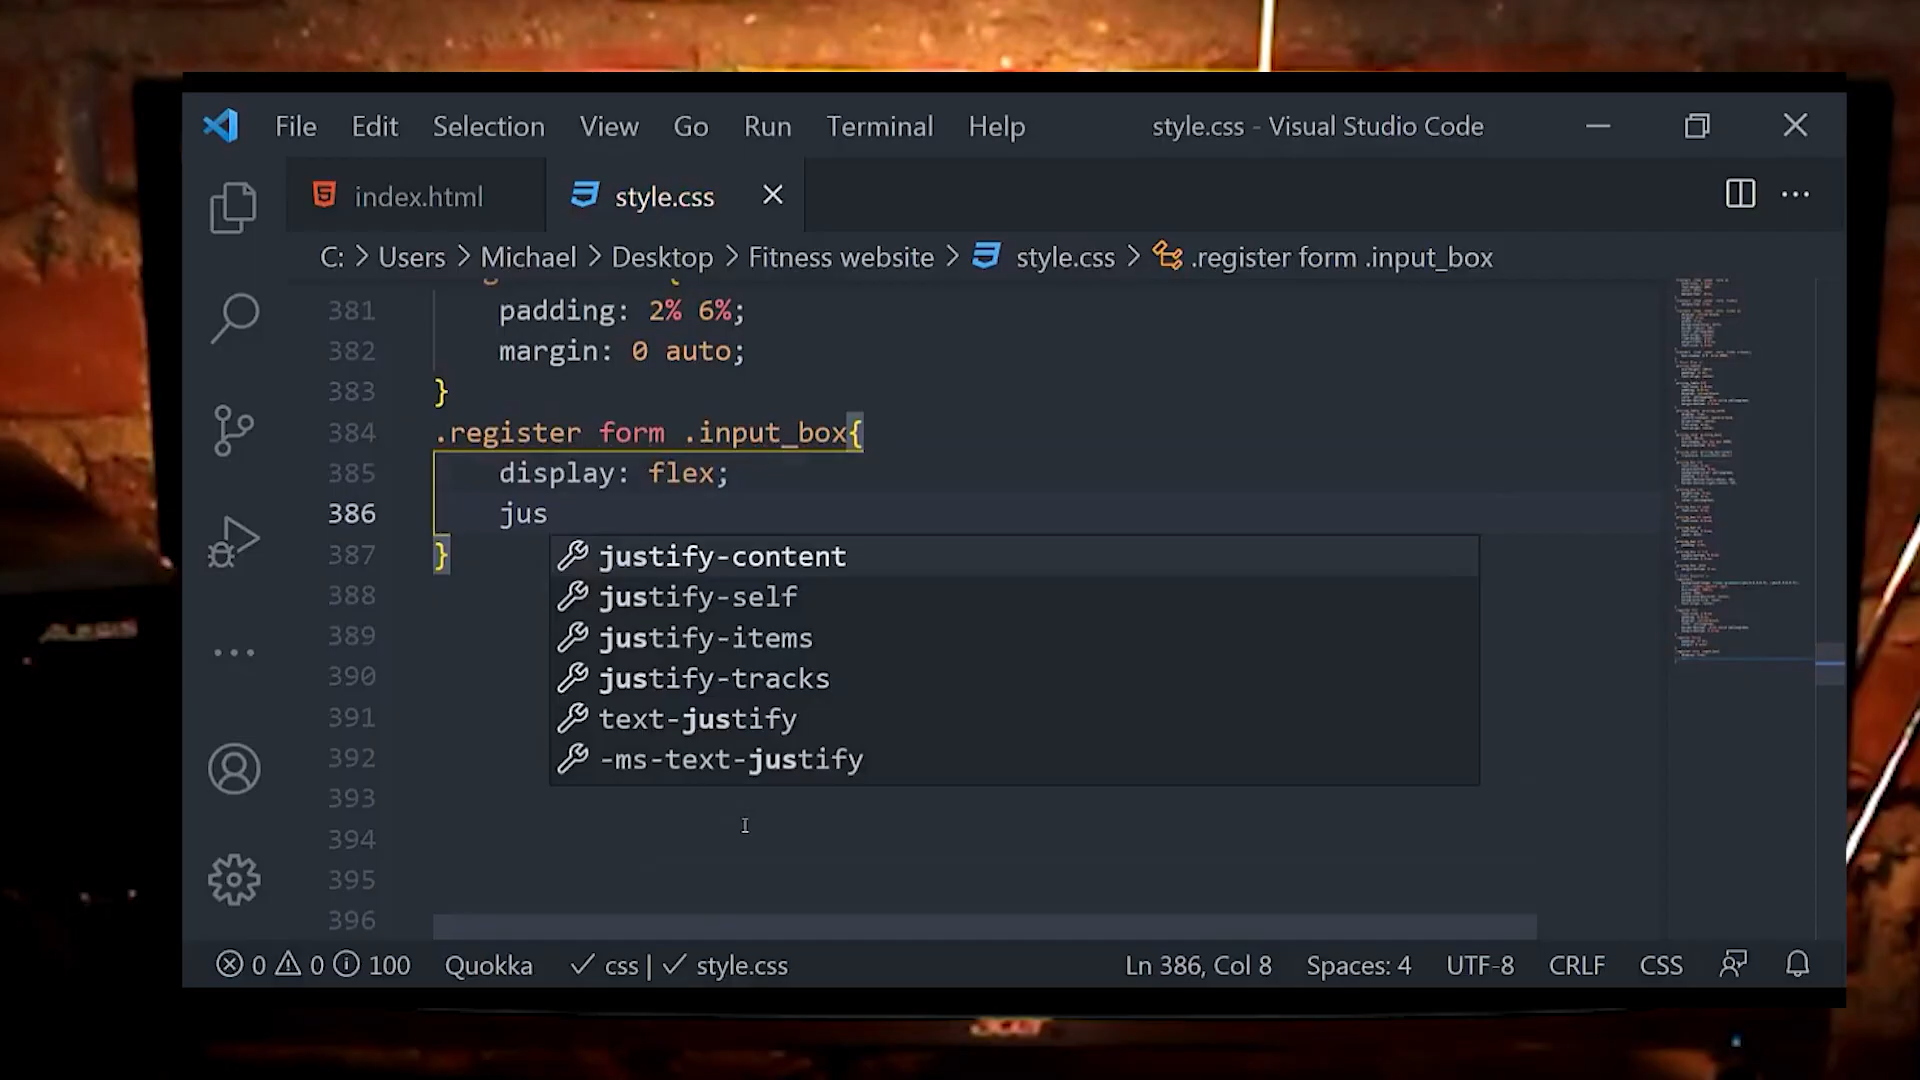 File Edit Selection View Go Run Terminal Help style.css - Visual Studio Code
index.html style.css
C: > Users > Michael > Desktop > Fitness website > style.css > .register form .input_box
381 padding: 2% 6%;
382 margin: 0 auto;
383 }
384 .register form .input_box{
385 display: flex;
386 jus
387 }
justify-content
388 justify-self
389 justify-items
390 justify-tracks
391 text-justify
392 -ms-text-justify
393
394
395
396
0 0 100 Quokka css | style.css Ln 386, Col 8 Spaces: 4 UTF-8 CRLF CSS
ALESIS
acer